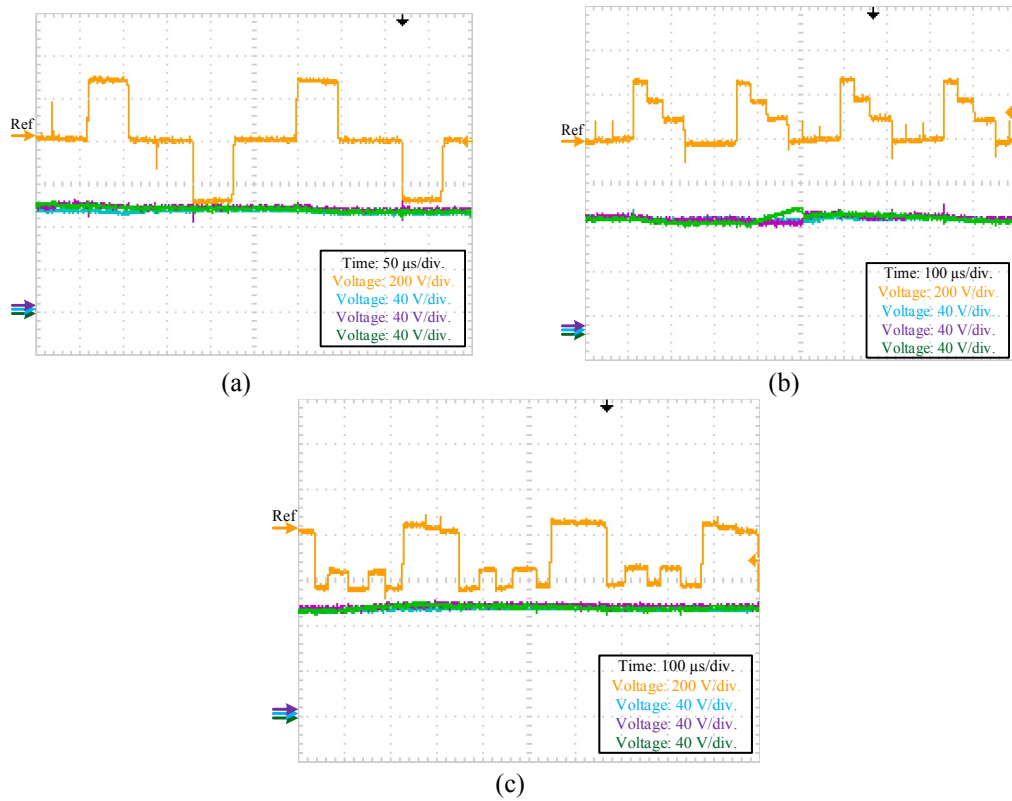 Ref
Time: 50 µs/div.
Voltage: 200 V/div.
Voltage: 40 V/div.
Voltage: 40 V/div.
Voltage: 40 V/div.
(a)
Ref
Time: 100 µs/div.
Voltage: 200 V/div.
Voltage: 40 V/div.
Voltage: 40 V/div.
Voltage: 40 V/div.
(b)
Ref
Time: 100 µs/div.
Voltage: 200 V/div.
Voltage: 40 V/div.
Voltage: 40 V/div.
Voltage: 40 V/div.
(c)